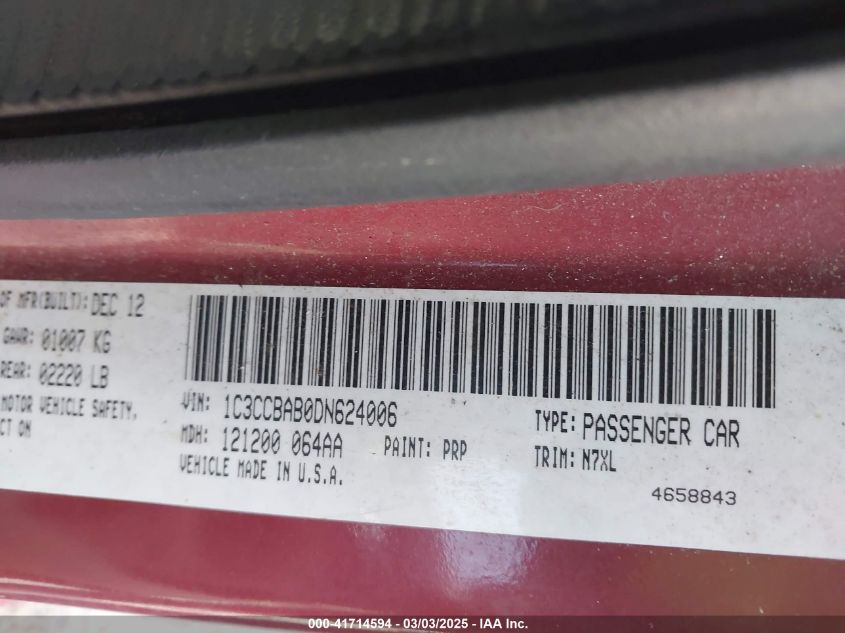 OF MFR(BUILT): DEC 12
GAWR: 01007 KG
REAR: 02220 LB
MOTOR VEHICLE SAFETY,
CT ON
VIN: 1C3CCBAB0DN624006
TYPE: PASSENGER CAR
MDH: 121200 064AA
PAINT: PRP
TRIM: N7XL
VEHICLE MADE IN U.S.A.
4658843
000-41714594 - 03/03/2025 - IAA Inc.